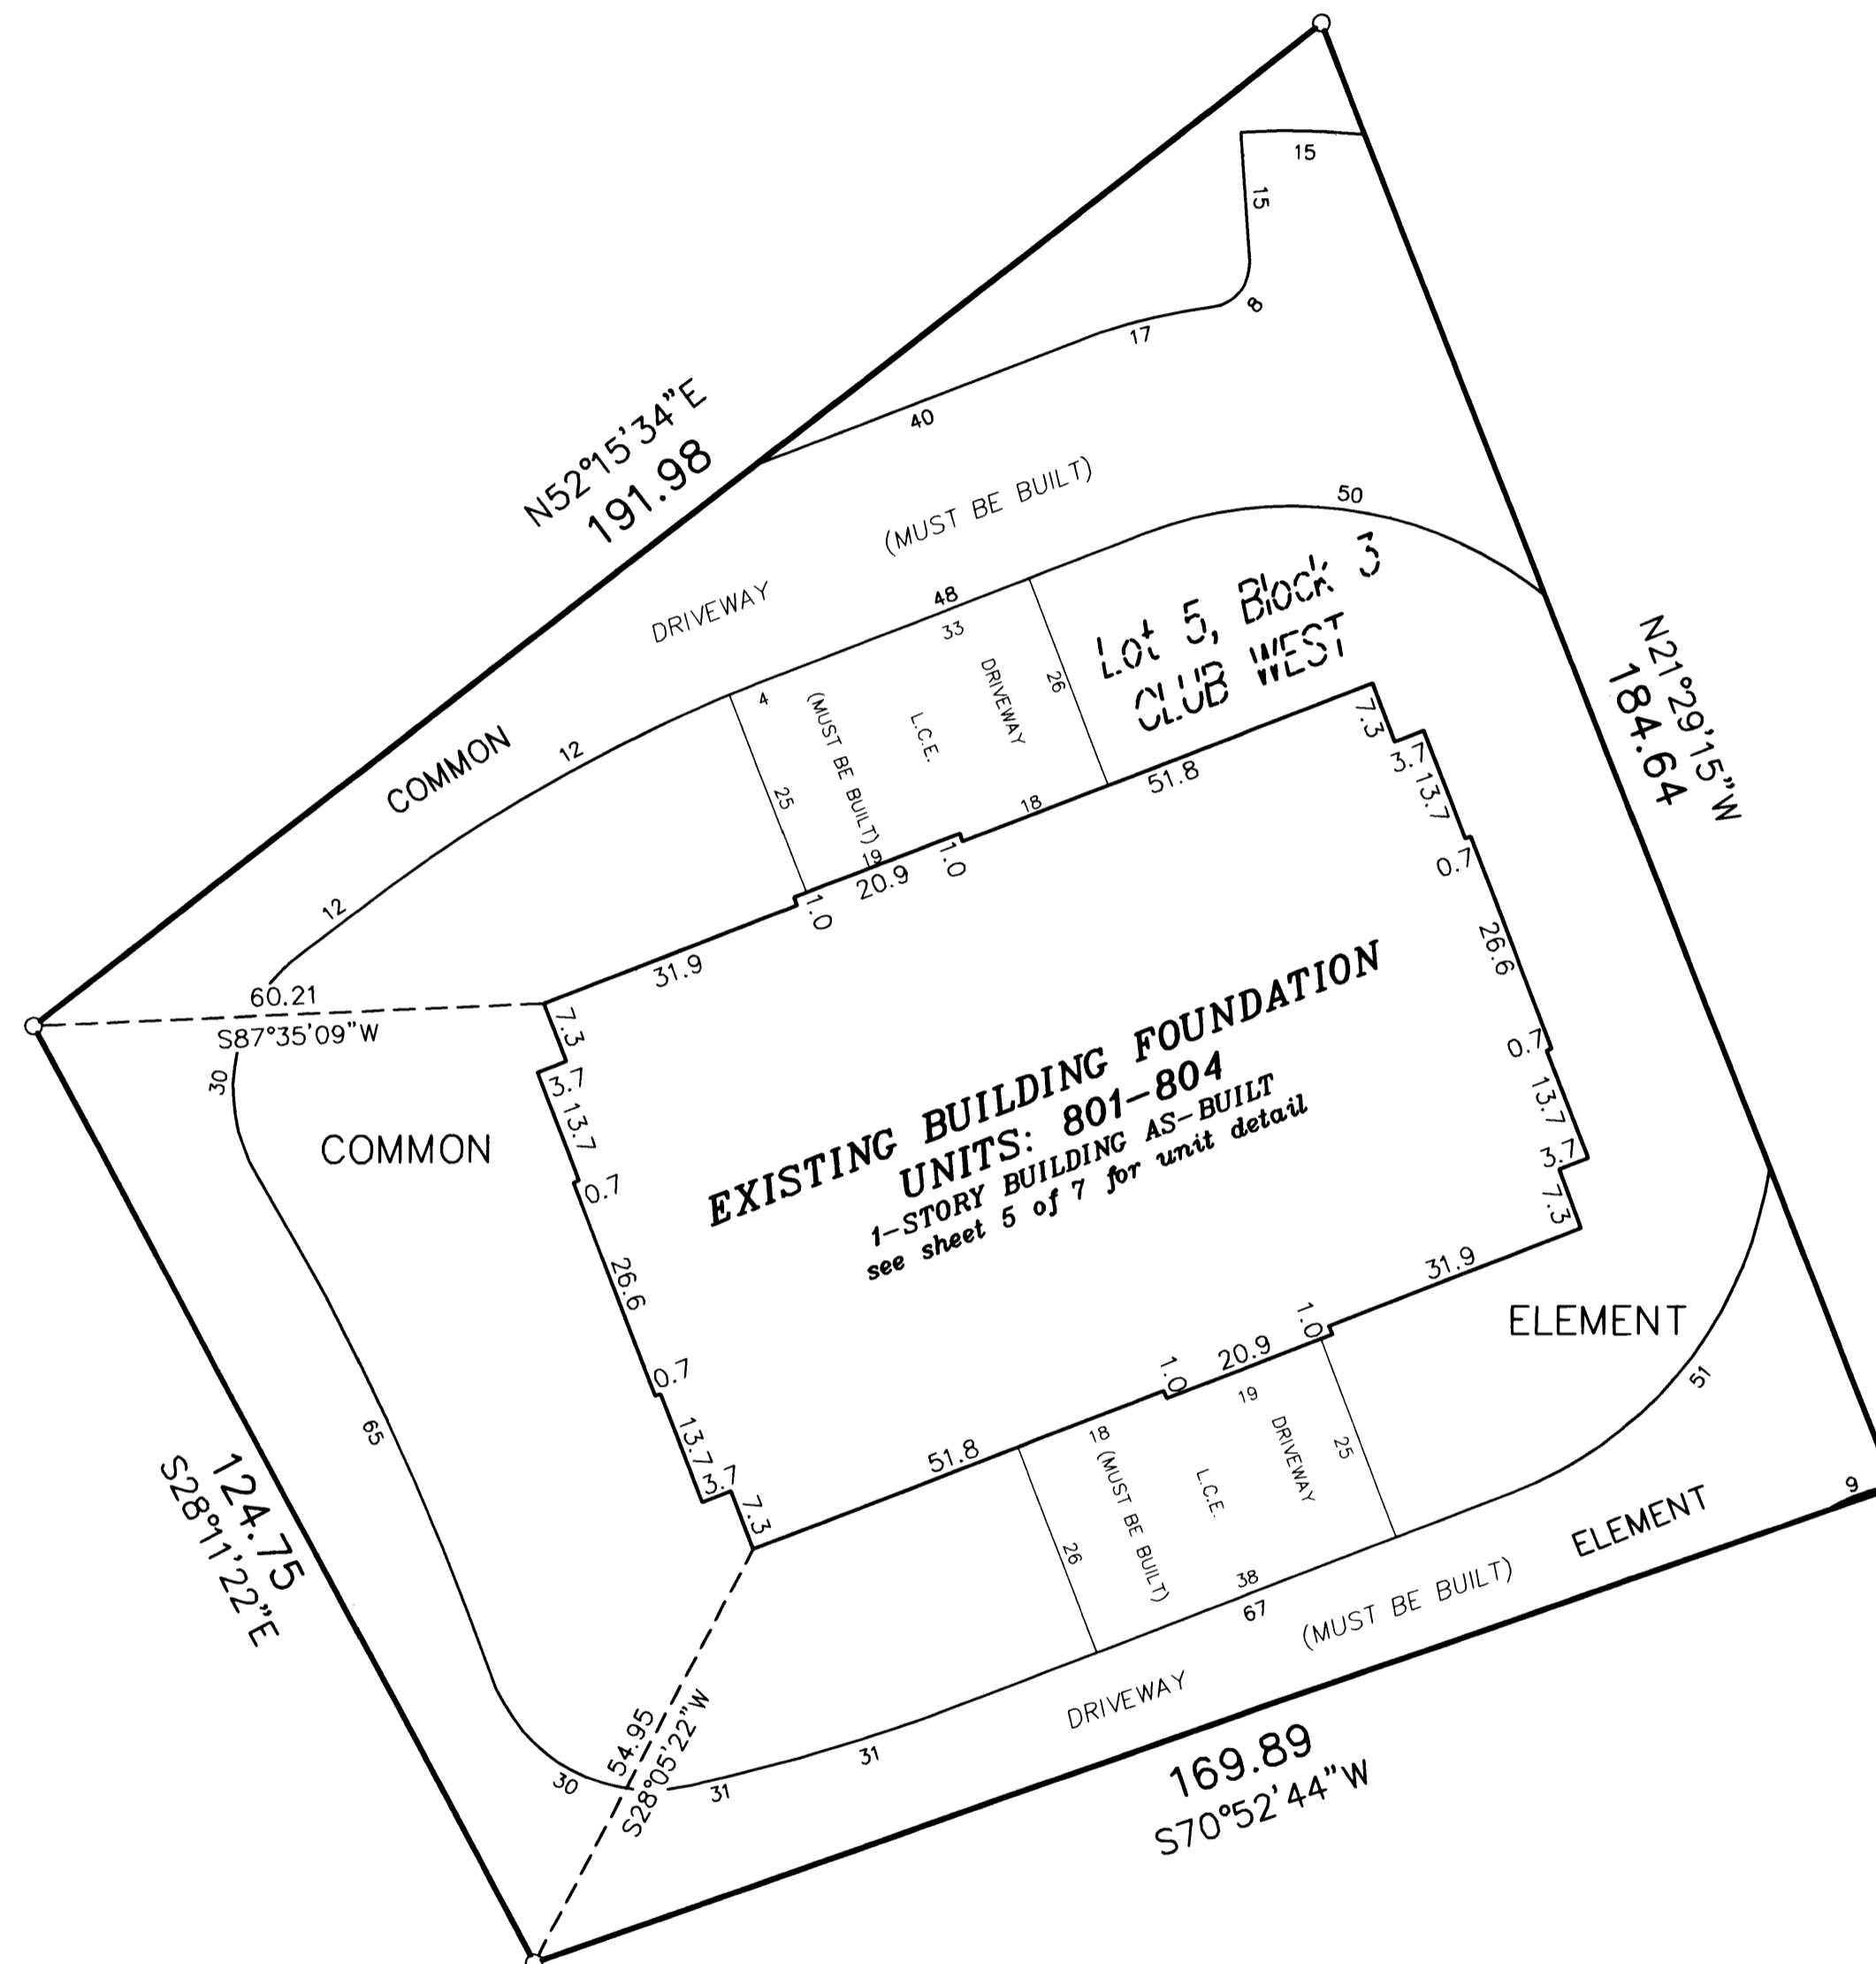 15
15
8
17
40
N52°15'34"E
191.98
(MUST BE BUILT)
50
DRIVEWAY
48
33
Lot 5, Block 3
CLUB WEST
N21°29'15"W
184.64
COMMON
12
4
(MUST BE BUILT)
L.C.E.
DRIVEWAY
26
25
19
18
7.3
3.7
13.7
0.7
51.8
1.0
20.9
1.0
31.9
12
60.21
S87°35'09"W
30
COMMON
7.3
3.7
13.7
0.7
26.6
26.6
0.7
13.7
3.7
7.3
EXISTING BUILDING FOUNDATION
UNITS: 801-804
1-STORY BUILDING AS-BUILT
see sheet 5 of 7 for unit detail
31.9
ELEMENT
0.7
13.7
3.7
7.3
65
124.75
S28°11'22"E
51.8
1.0
20.9
1.0
18
(MUST BE BUILT)
L.C.E.
19
DRIVEWAY
25
26
38
67
51
9
ELEMENT
(MUST BE BUILT)
DRIVEWAY
54.95
S28°05'22"W
30
31
31
169.89
S70°52'44"W